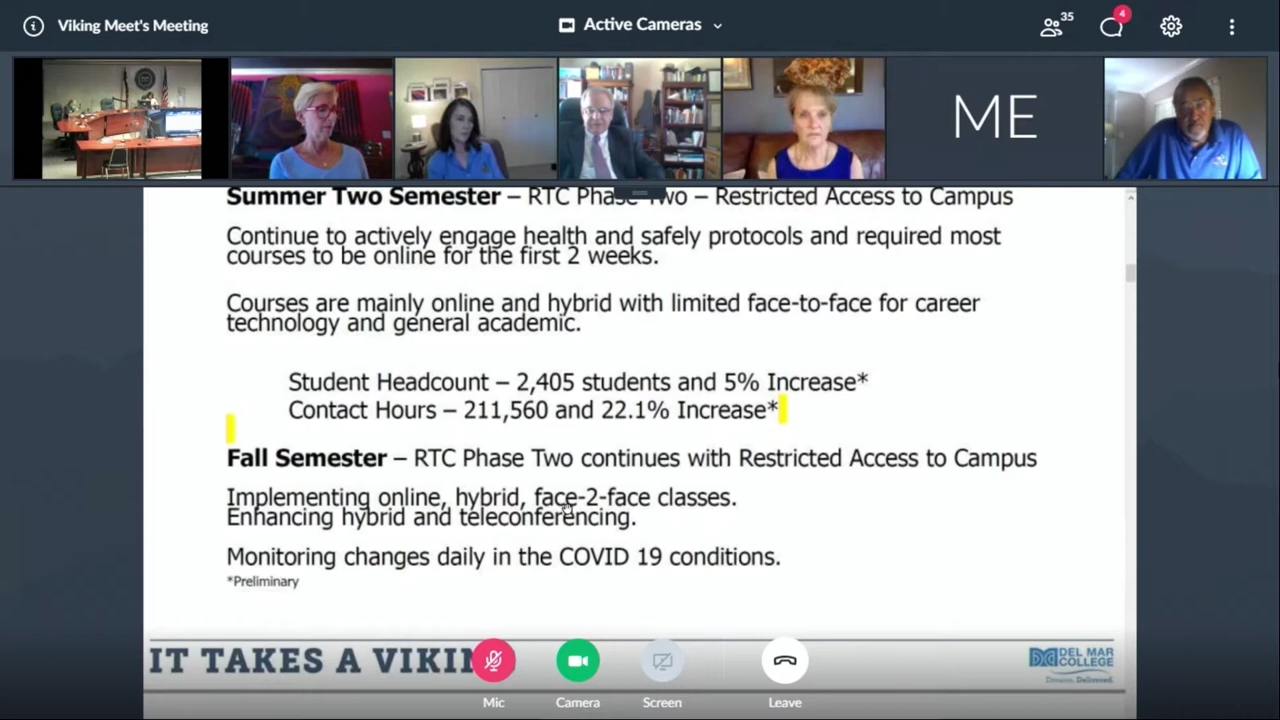 Viking Meet's Meeting
Active Cameras
35
4
ME
Summer Two Semester – RTC Phase Two – Restricted Access to Campus
Continue to actively engage health and safely protocols and required most
courses to be online for the first 2 weeks.
Courses are mainly online and hybrid with limited face-to-face for career
technology and general academic.
Student Headcount – 2,405 students and 5% Increase*
Contact Hours – 211,560 and 22.1% Increase*
Fall Semester – RTC Phase Two continues with Restricted Access to Campus
Implementing online, hybrid, face-2-face classes.
Enhancing hybrid and teleconferencing.
Monitoring changes daily in the COVID 19 conditions.
*Preliminary
IT TAKES A VIKIN
DEL MAR
COLLEGE
Dreams. Delivered.
Mic
Camera
Screen
Leave